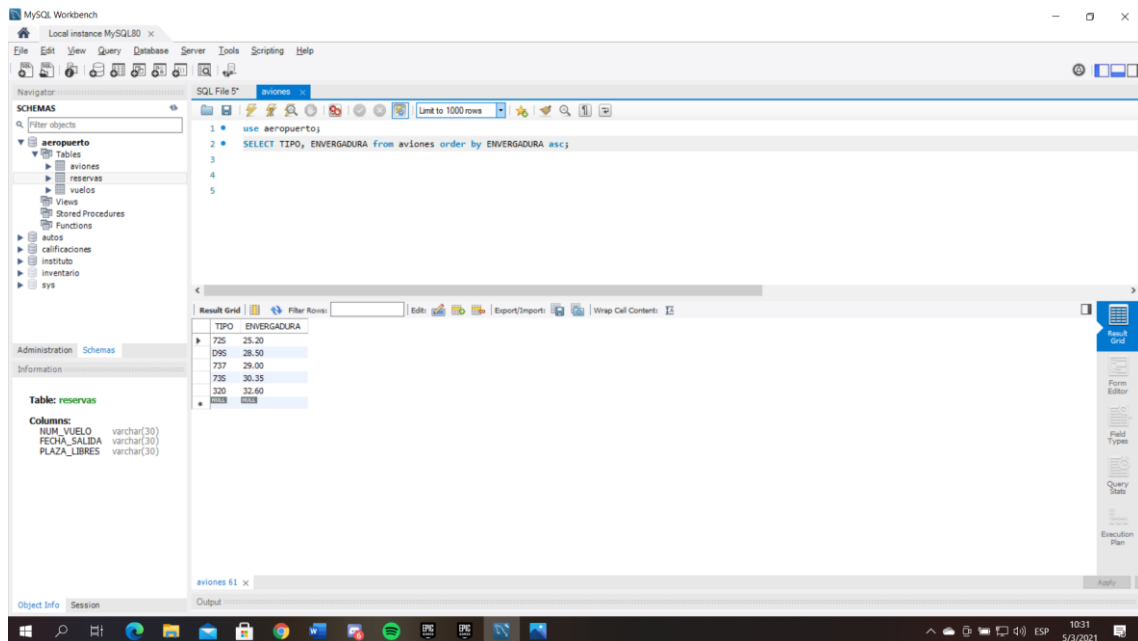 MySQL Workbench
Local instance MySQL80
File Edit View Query Database Server Tools Scripting Help
Navigator
SCHEMAS
Filter objects
aeropuerto
Tables
aviones
reservas
vuelos
Views
Stored Procedures
Functions
autos
calificaciones
instituto
inventario
sys
Administration Schemas
Information
Table: reservas
Columns:
NUM_VUELO varchar(30)
FECHA_SALIDA varchar(30)
PLAZA_LIBRES varchar(30)
Object Info Session
SQL File 5* aviones
Limit to 1000 rows
1 use aeropuerto;
2 SELECT TIPO, ENVERGADURA from aviones order by ENVERGADURA asc;
3
4
5
Result Grid Filter Rows: Edit: Export/Import: Wrap Cell Content:
TIPO ENVERGADURA
72S 25.20
D9S 28.50
737 29.00
73S 30.35
320 32.60
NULL NULL
Result Grid
Form Editor
Field Types
Query Stats
Execution Plan
aviones 61
Apply
Output
EPIC EPIC
ESP 10:31
5/3/2021